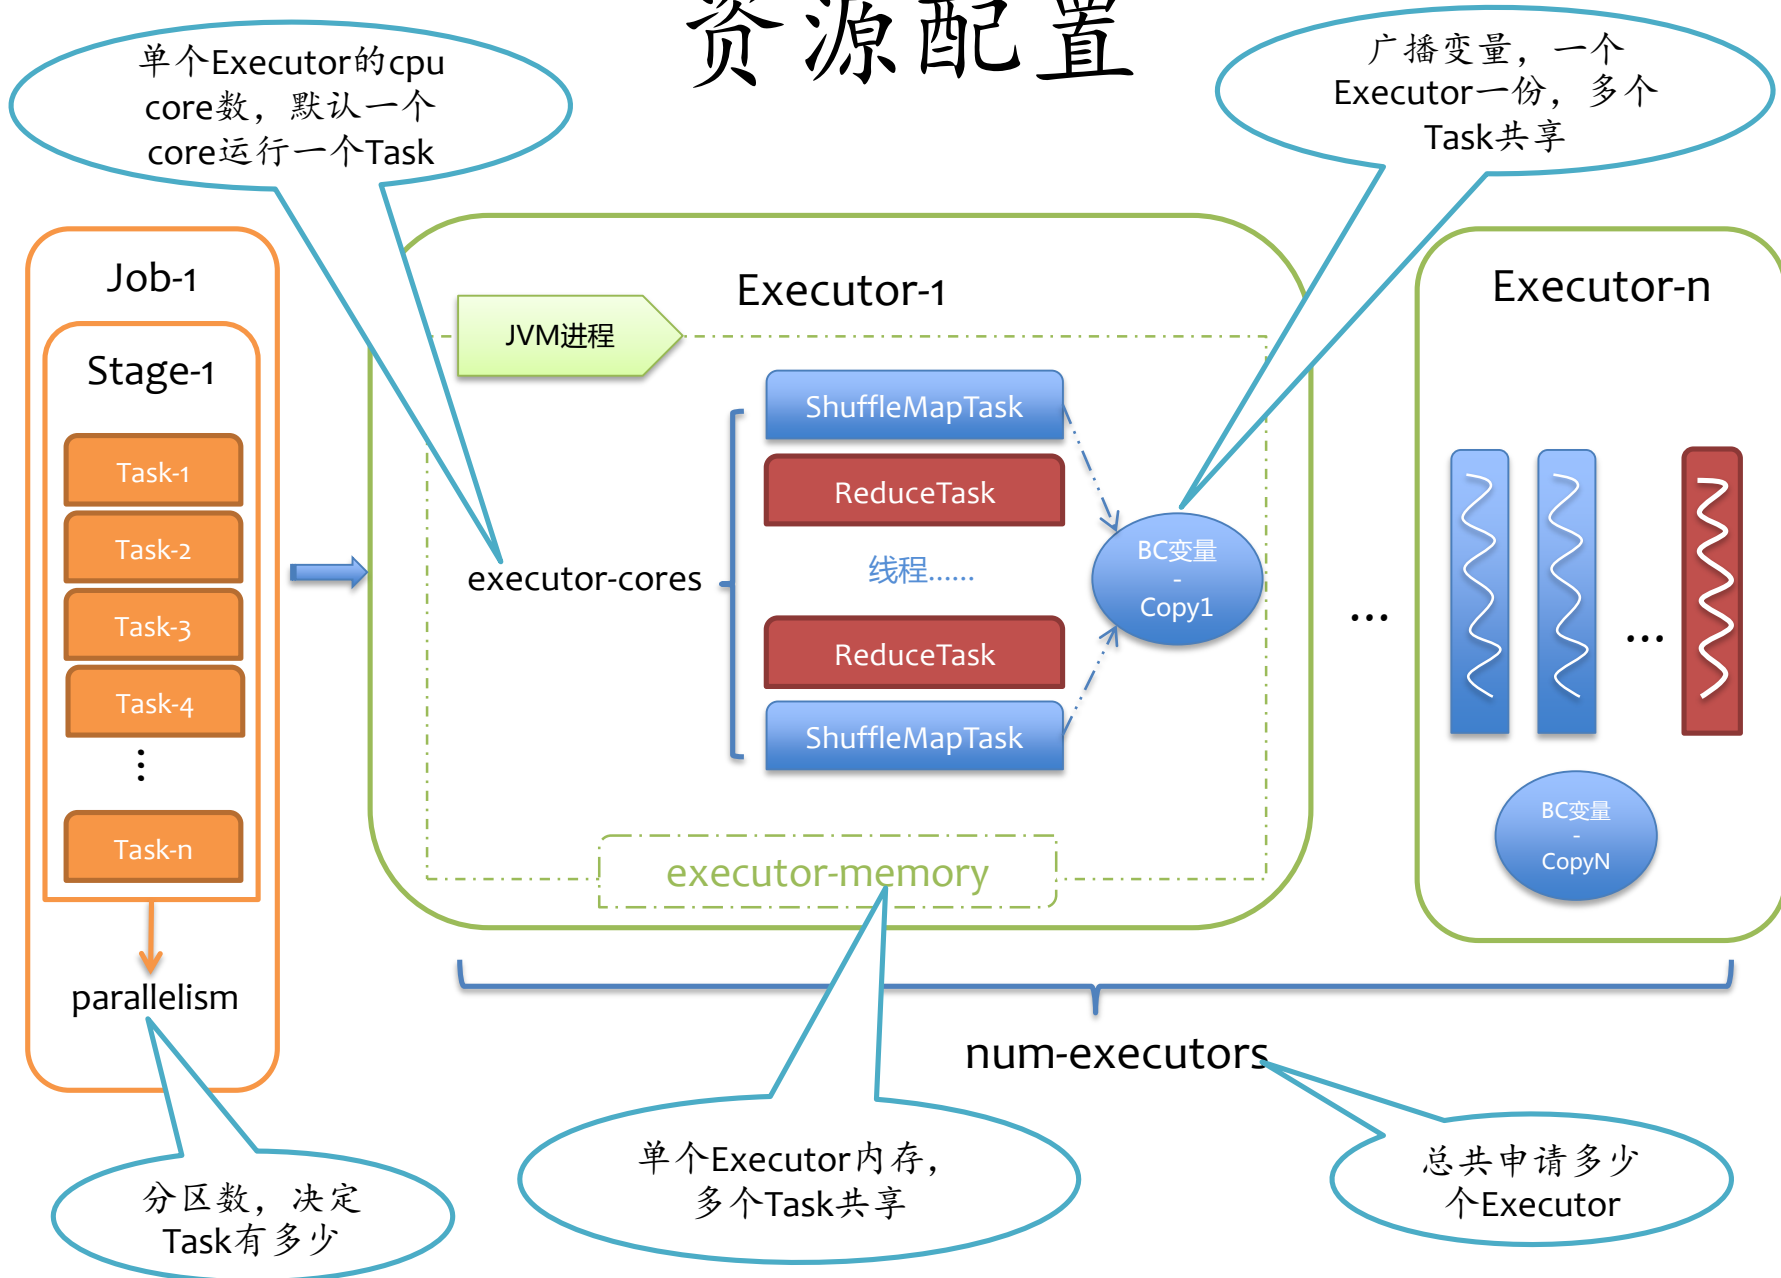 资源配置
单个Executor的cpu
core数，默认一个
core运行一个Task
广播变量，一个
Executor一份，多个
Task共享
Job-1
Stage-1
Task-1
Task-2
Task-3
Task-4
...
Task-n
parallelism
分区数，决定
Task有多少
Executor-1
JVM进程
executor-cores
ShuffleMapTask
ReduceTask
线程......
ReduceTask
ShuffleMapTask
BC变量
-
Copy1
executor-memory
单个Executor内存，
多个Task共享
...
Executor-n
...
BC变量
-
CopyN
num-executors
总共申请多少
个Executor